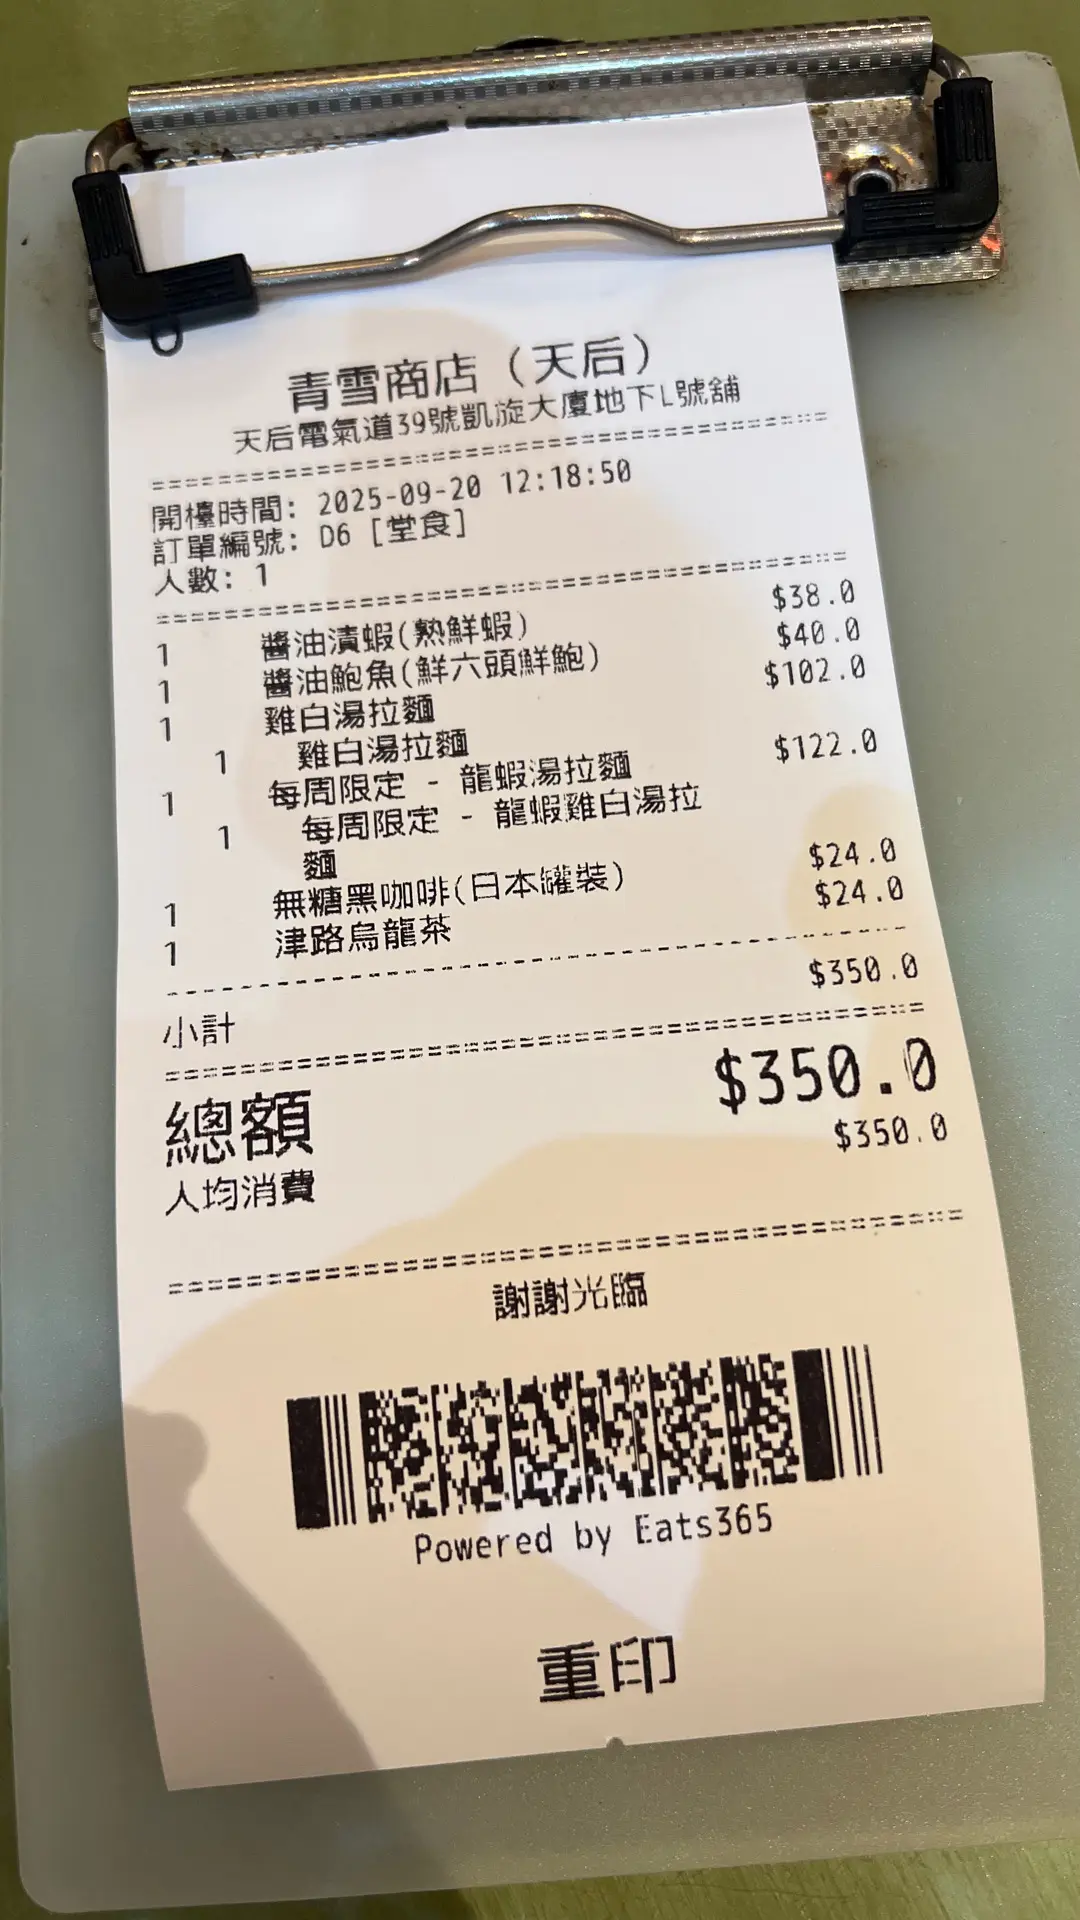 青雪商店（天后）
天后電氣道39號凱旋大廈地下L號舖
開檯時間: 2025-09-20 12:18:50
訂單編號: D6 [堂食]
人數: 1
1 醬油漬蝦(熟鮮蝦) $38.0
1 醬油鮑魚(鮮六頭鮮鮑) $40.0
1 雞白湯拉麵 $102.0
1 雞白湯拉麵
1 每周限定 - 龍蝦湯拉麵 $122.0
1 每周限定 - 龍蝦雞白湯拉
麵
1 無糖黑咖啡(日本罐裝) $24.0
1 津路烏龍茶 $24.0
小計 $350.0
總額 $350.0
人均消費 $350.0
謝謝光臨
Powered by Eats365
重印